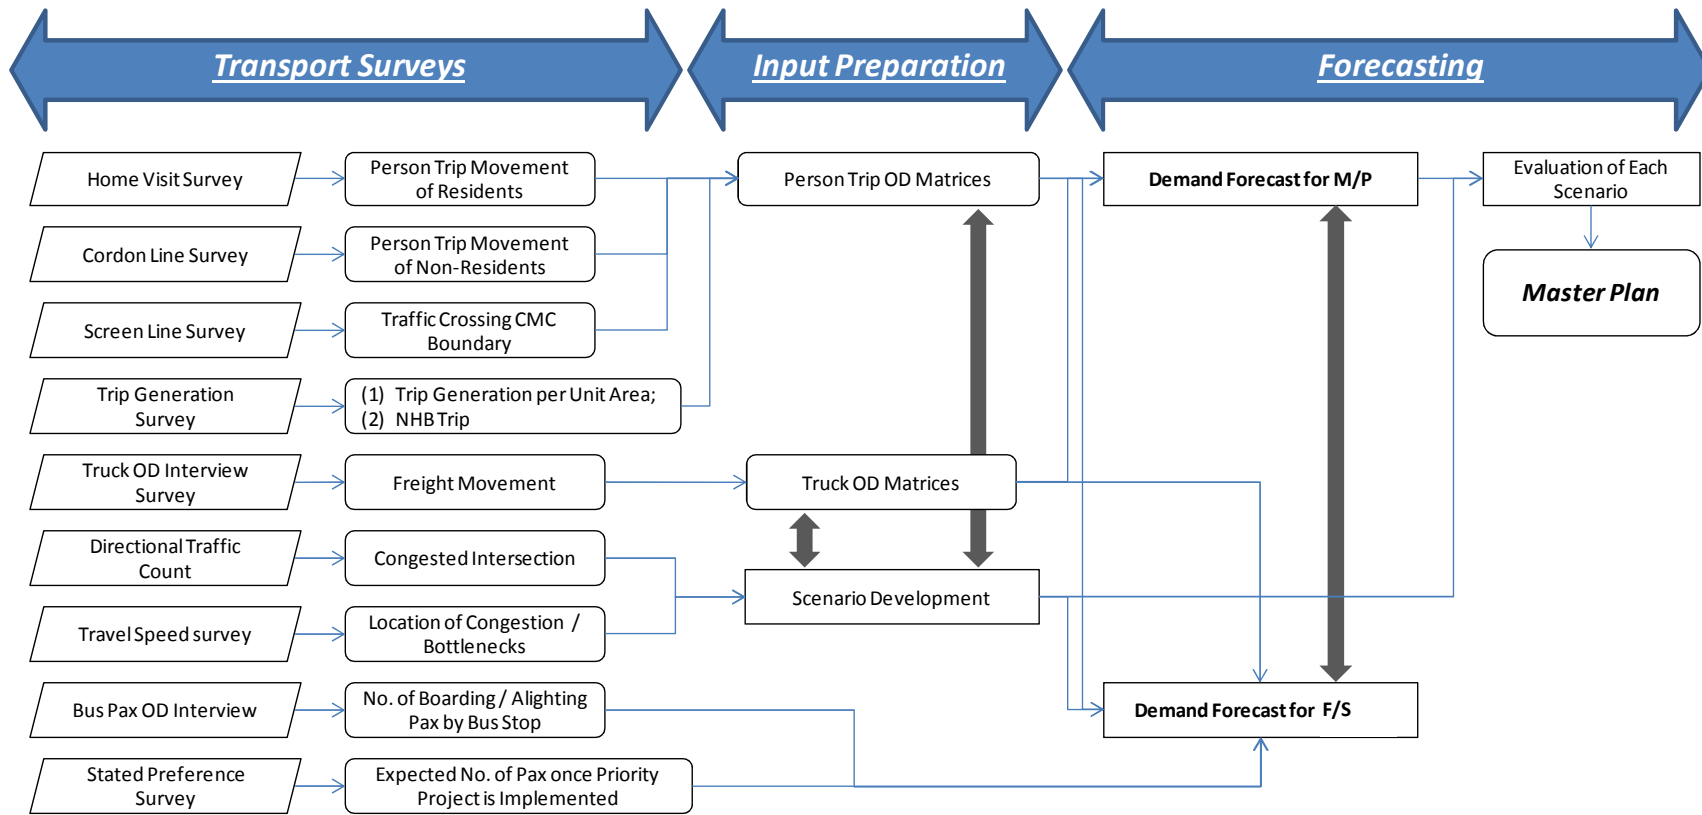 Transport Surveys
Input Preparation
Forecasting
Home Visit Survey
Person Trip Movement
of Residents
Person Trip OD Matrices
Demand Forecast for M/P
Evaluation of Each
Scenario
Cordon Line Survey
Person Trip Movement
of Non-Residents
Master Plan
Screen Line Survey
Traffic Crossing CMC
Boundary
Trip Generation
Survey
(1) Trip Generation per Unit Area;
(2) NHB Trip
Truck OD Interview
Survey
Freight Movement
Truck OD Matrices
Directional Traffic
Count
Congested Intersection
Scenario Development
Travel Speed survey
Location of Congestion /
Bottlenecks
Bus Pax OD Interview
No. of Boarding / Alighting
Pax by Bus Stop
Demand Forecast for F/S
Stated Preference
Survey
Expected No. of Pax once Priority
Project is Implemented